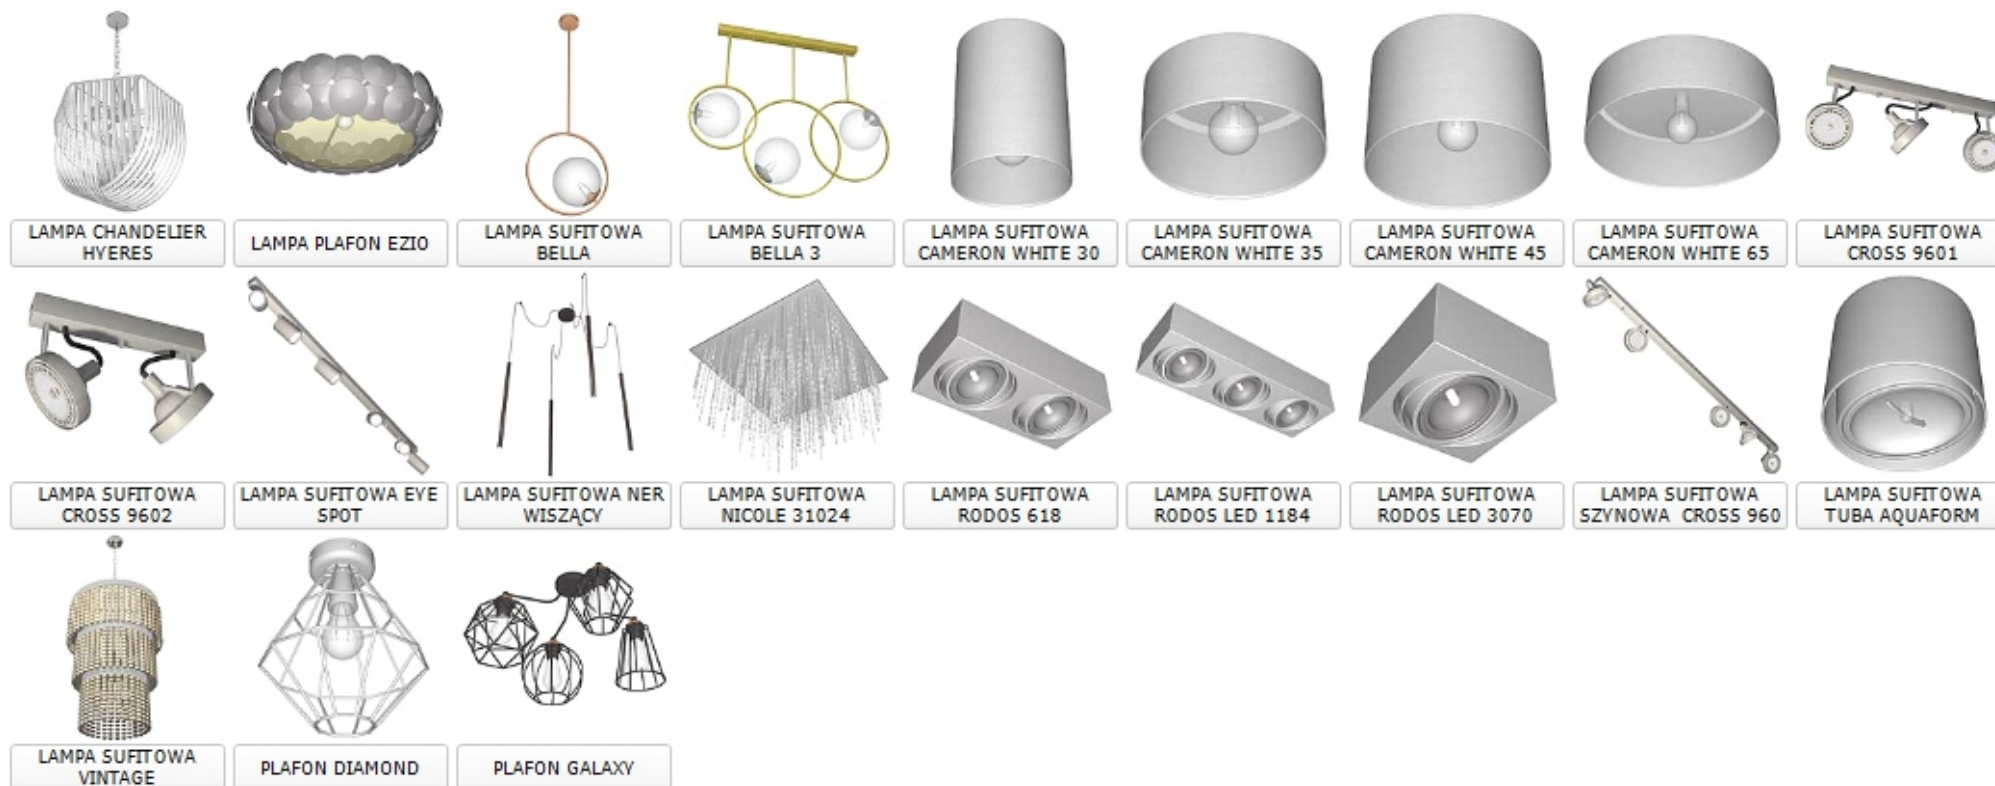 LAMPA CHANDELIER
HYERES
LAMPA PLAFON EZIO
LAMPA SUFITOWA
BELLA
LAMPA SUFITOWA
BELLA 3
LAMPA SUFITOWA
CAMERON WHITE 30
LAMPA SUFITOWA
CAMERON WHITE 35
LAMPA SUFITOWA
CAMERON WHITE 45
LAMPA SUFITOWA
CAMERON WHITE 65
LAMPA SUFITOWA
CROSS 9601
LAMPA SUFITOWA
CROSS 9602
LAMPA SUFITOWA EYE
SPOT
LAMPA SUFITOWA NER
WISZĄCY
LAMPA SUFITOWA
NICOLE 31024
LAMPA SUFITOWA
RODOS 618
LAMPA SUFITOWA
RODOS LED 1184
LAMPA SUFITOWA
RODOS LED 3070
LAMPA SUFITOWA
SZYNOWA CROSS 960
LAMPA SUFITOWA
TUBA AQUAFORM
LAMPA SUFITOWA
VINTAGE
PLAFON DIAMOND
PLAFON GALAXY